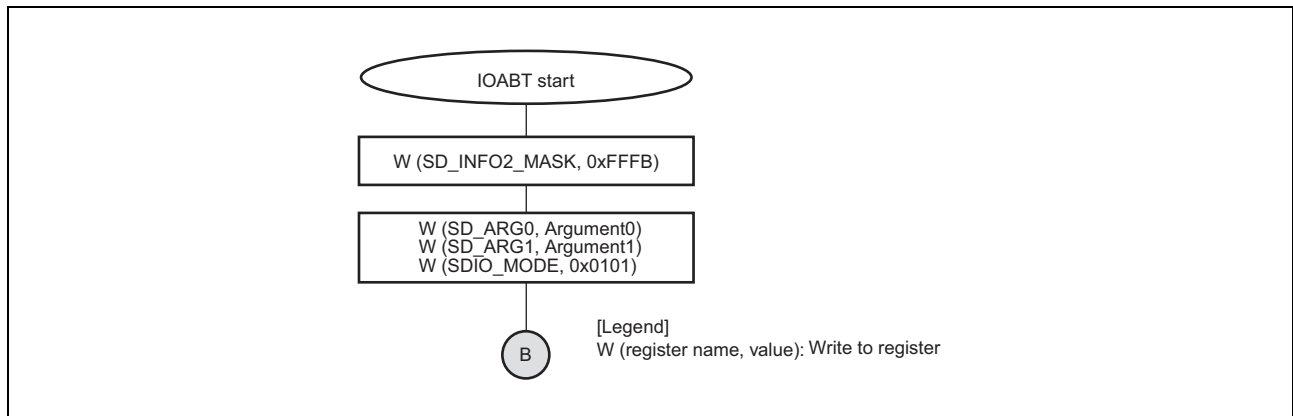 IOABT start
W (SD_INFO2_MASK, 0xFFFB)
W (SD_ARG0, Argument0)
W (SD_ARG1, Argument1)
W (SDIO_MODE, 0x0101)
B
[Legend]
W (register name, value): Write to register